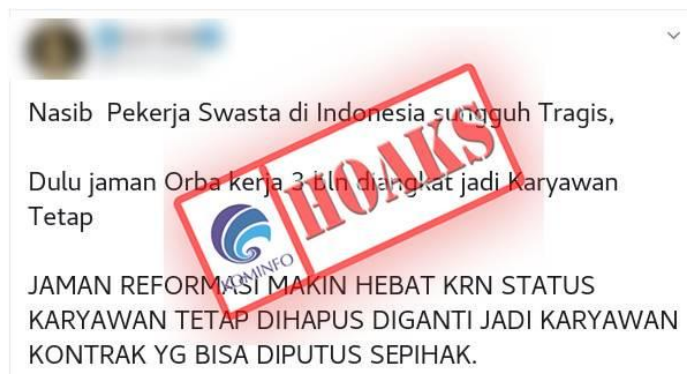 Nasib Pekerja Swasta di Indonesia sungguh Tragis,
Dulu jaman Orba kerja 3 bln diangkat jadi Karyawan
Tetap
HOAKS
KOMINFO
JAMAN REFORMASI MAKIN HEBAT KRN STATUS
KARYAWAN TETAP DIHAPUS DIGANTI JADI KARYAWAN
KONTRAK YG BISA DIPUTUS SEPIHAK.